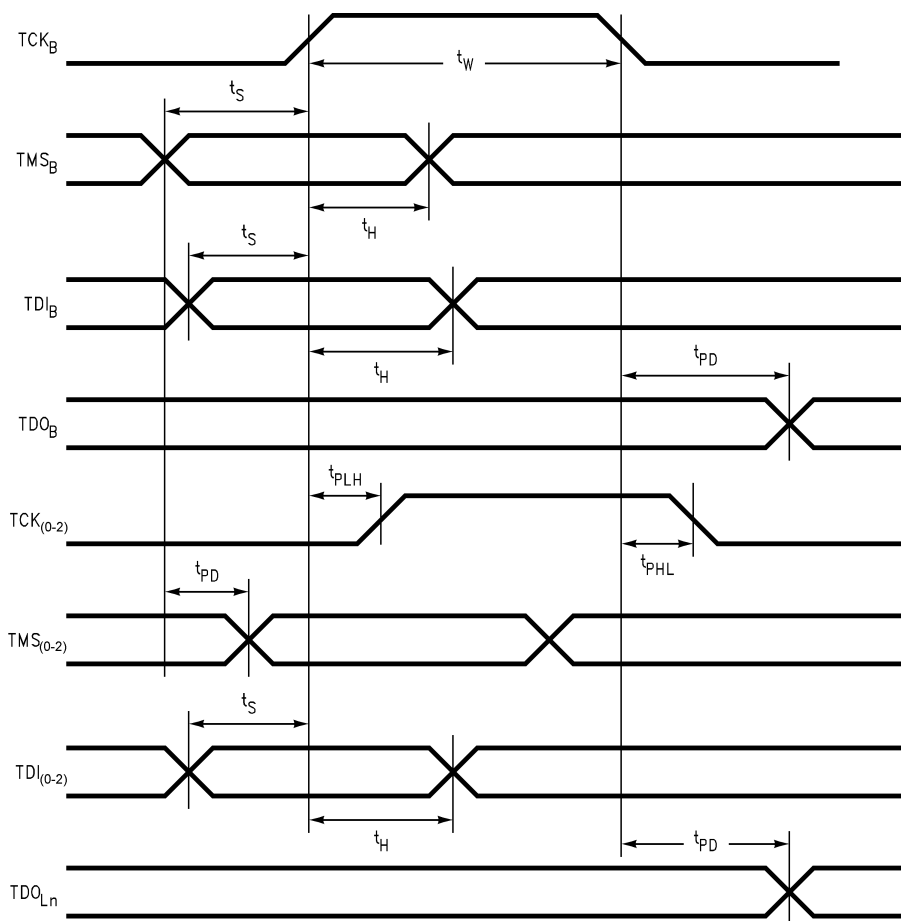 TCK_B
t_W
t_S
TMS_B
t_H
t_S
TDI_B
t_H
t_PD
TDO_B
t_PLH
TCK_(0-2)
t_PHL
t_PD
TMS_(0-2)
t_S
TDI_(0-2)
t_H
t_PD
TDO_Ln